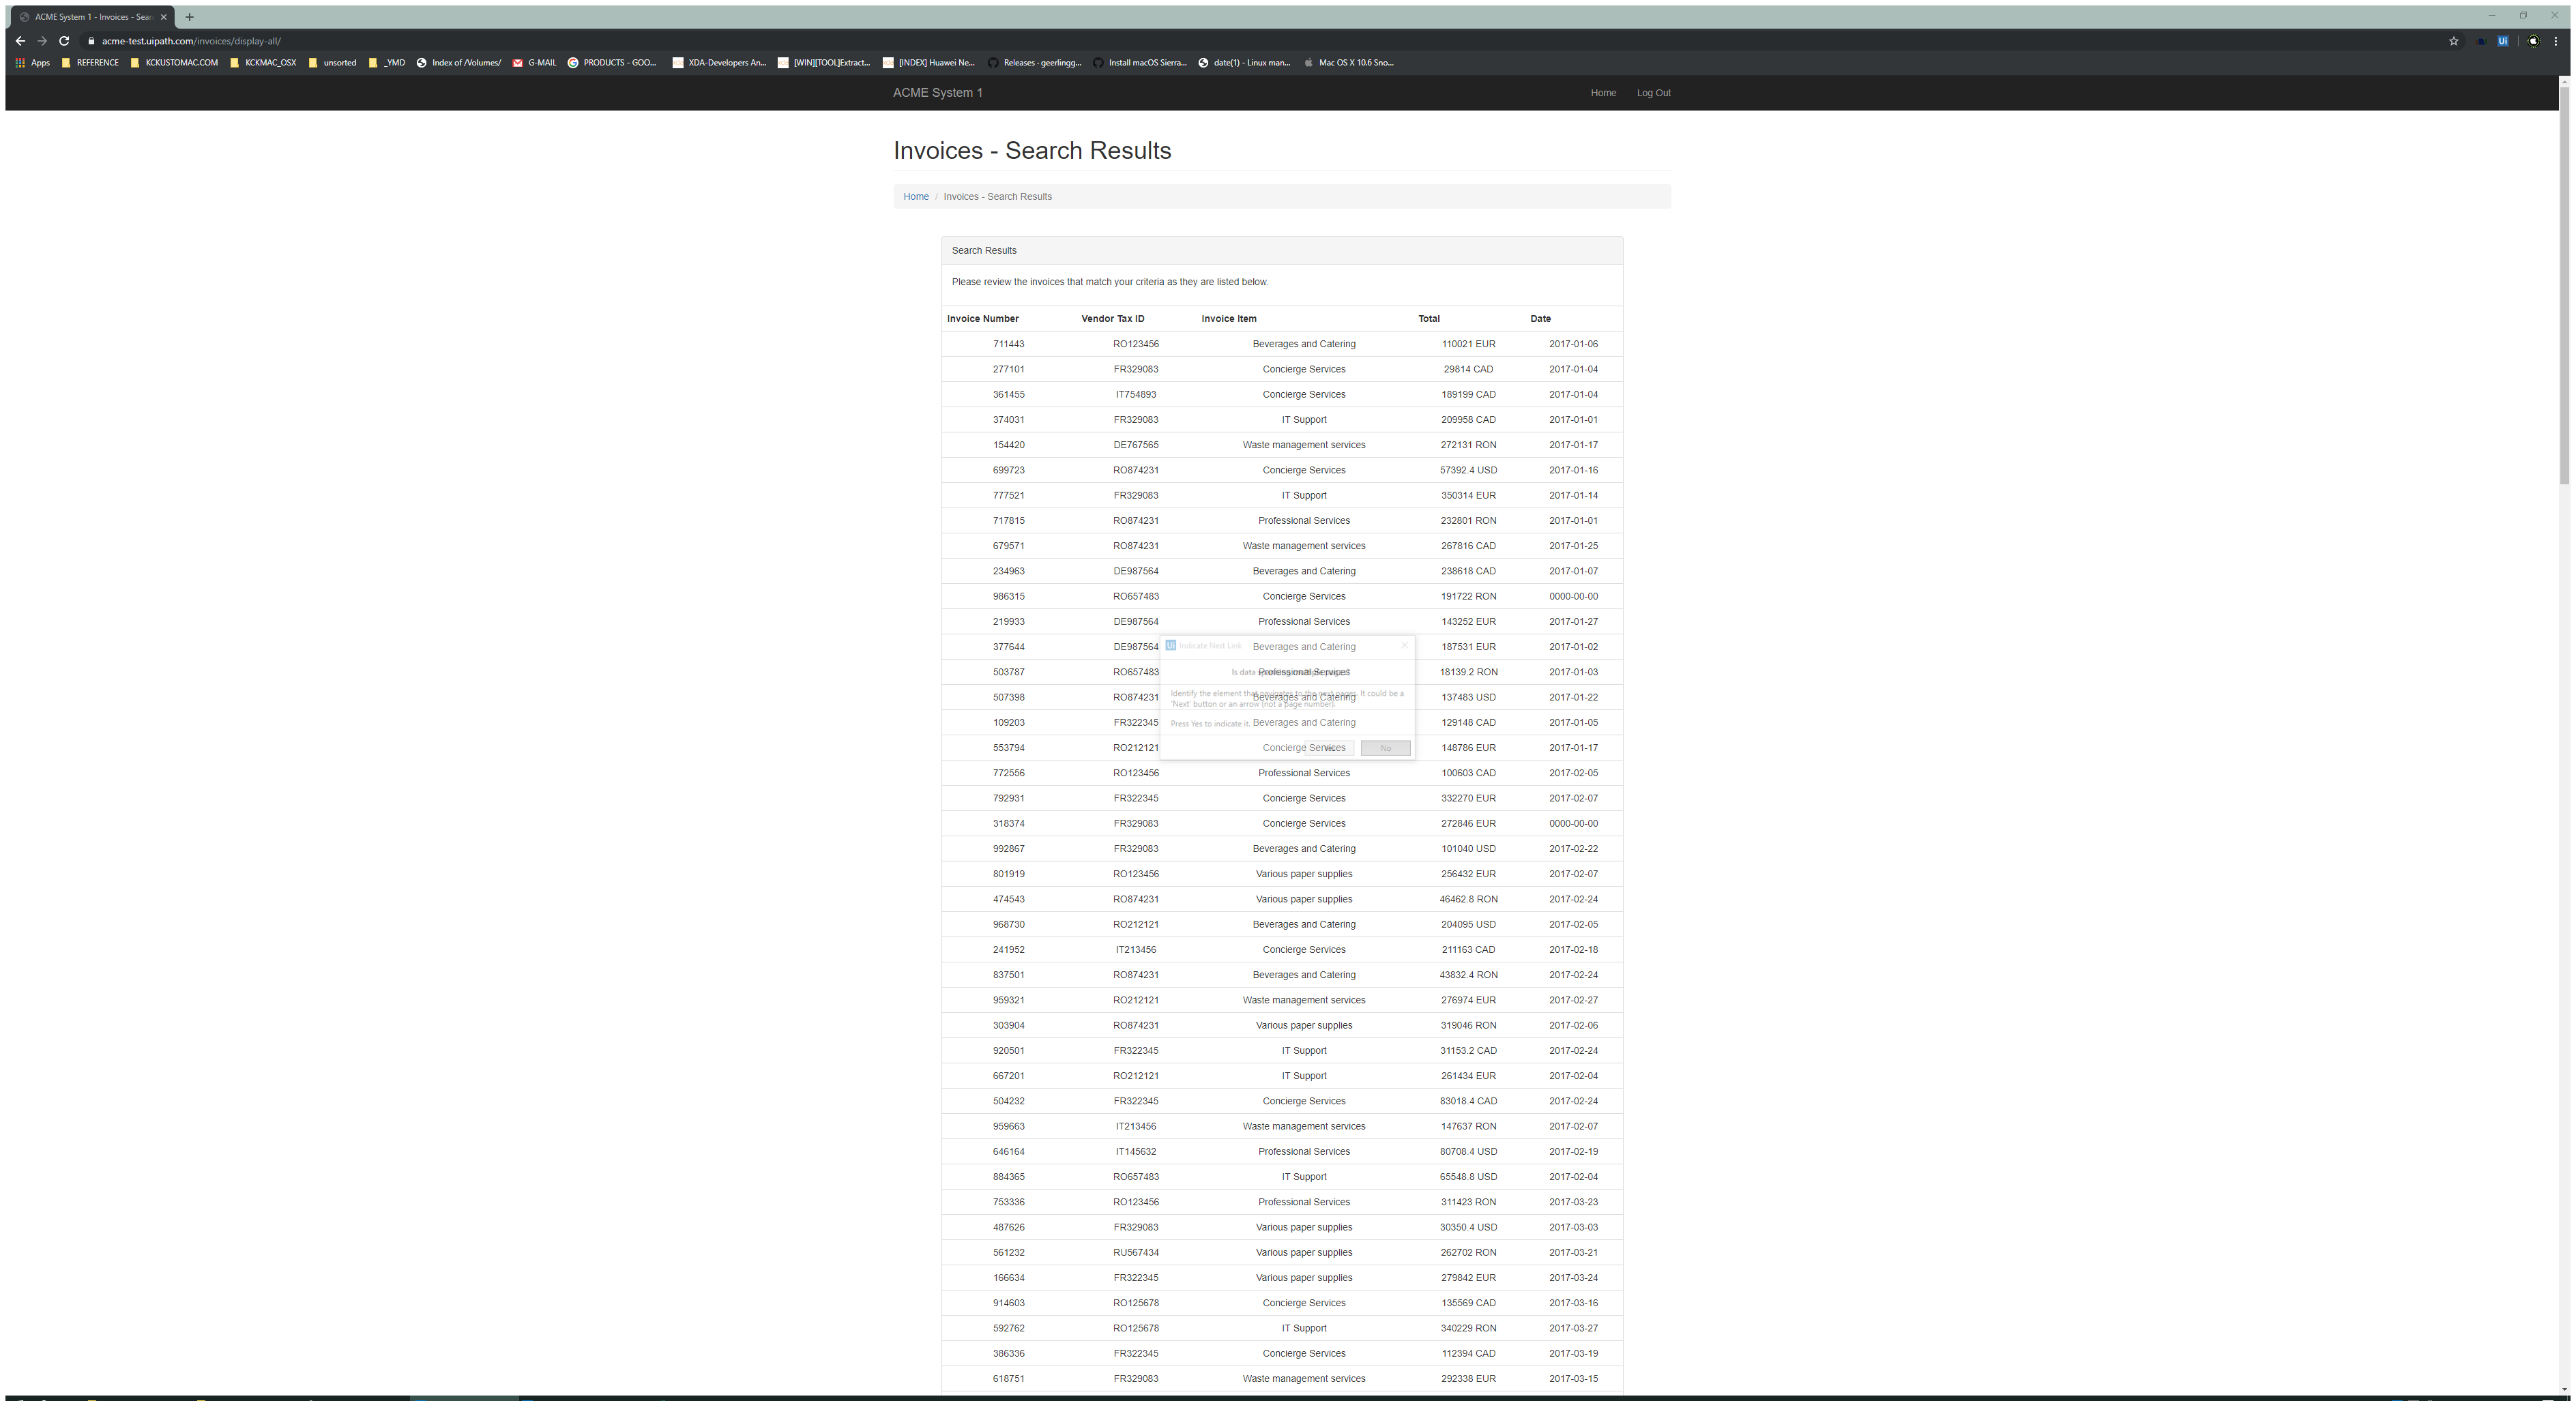 ACME System 1 - Invoices - Sear
acme-test.uipath.com/invoices/display-all/
Ui
Apps REFERENCE KCKUSTOMAC.COM KCKMAC_OSX unsorted _YMD Index of /Volumes/ G-MAIL PRODUCTS - GOO... XDA-Developers An... [WIN][TOOL]Extract... [INDEX] Huawei Ne... Releases · geerlingg... Install macOS Sierra... date(1) - Linux man... Mac OS X 10.6 Sno...
ACME System 1 Home Log Out
Invoices - Search Results
Home / Invoices - Search Results
Search Results
Please review the invoices that match your criteria as they are listed below.
Invoice Number Vendor Tax ID Invoice Item Total Date
711443 RO123456 Beverages and Catering 110021 EUR 2017-01-06
277101 FR329083 Concierge Services 29814 CAD 2017-01-04
361455 IT754893 Concierge Services 189199 CAD 2017-01-04
374031 FR329083 IT Support 209958 CAD 2017-01-01
154420 DE767565 Waste management services 272131 RON 2017-01-17
699723 RO874231 Concierge Services 57392.4 USD 2017-01-16
777521 FR329083 IT Support 350314 EUR 2017-01-14
717815 RO874231 Professional Services 232801 RON 2017-01-01
679571 RO874231 Waste management services 267816 CAD 2017-01-25
234963 DE987564 Beverages and Catering 238618 CAD 2017-01-07
986315 RO657483 Concierge Services 191722 RON 0000-00-00
219933 DE987564 Professional Services 143252 EUR 2017-01-27
377644 DE987564 Beverages and Catering 187531 EUR 2017-01-02
503787 RO657483 Professional Services 18139.2 RON 2017-01-03
507398 RO874231 Beverages and Catering 137483 USD 2017-01-22
109203 FR322345 Beverages and Catering 129148 CAD 2017-01-05
553794 RO212121 Concierge Services 148786 EUR 2017-01-17
Ui Indicate Next Link
Is data
Identify the element that navigates to the next pages. It could be a
'Next' button or an arrow (not a page number).
Press Yes to indicate it.
No
772556 RO123456 Professional Services 100603 CAD 2017-02-05
792931 FR322345 Concierge Services 332270 EUR 2017-02-07
318374 FR329083 Concierge Services 272846 EUR 0000-00-00
992867 FR329083 Beverages and Catering 101040 USD 2017-02-22
801919 RO123456 Various paper supplies 256432 EUR 2017-02-07
474543 RO874231 Various paper supplies 46462.8 RON 2017-02-24
968730 RO212121 Beverages and Catering 204095 USD 2017-02-05
241952 IT213456 Concierge Services 211163 CAD 2017-02-18
837501 RO874231 Beverages and Catering 43832.4 RON 2017-02-24
959321 RO212121 Waste management services 276974 EUR 2017-02-27
303904 RO874231 Various paper supplies 319046 RON 2017-02-06
920501 FR322345 IT Support 31153.2 CAD 2017-02-24
667201 RO212121 IT Support 261434 EUR 2017-02-04
504232 FR322345 Concierge Services 83018.4 CAD 2017-02-24
959663 IT213456 Waste management services 147637 RON 2017-02-07
646164 IT145632 Professional Services 80708.4 USD 2017-02-19
884365 RO657483 IT Support 65548.8 USD 2017-02-04
753336 RO123456 Professional Services 311423 RON 2017-03-23
487626 FR329083 Various paper supplies 30350.4 USD 2017-03-03
561232 RU567434 Various paper supplies 262702 RON 2017-03-21
166634 FR322345 Various paper supplies 279842 EUR 2017-03-24
914603 RO125678 Concierge Services 135569 CAD 2017-03-16
592762 RO125678 IT Support 340229 RON 2017-03-27
386336 FR322345 Concierge Services 112394 CAD 2017-03-19
618751 FR329083 Waste management services 292338 EUR 2017-03-15